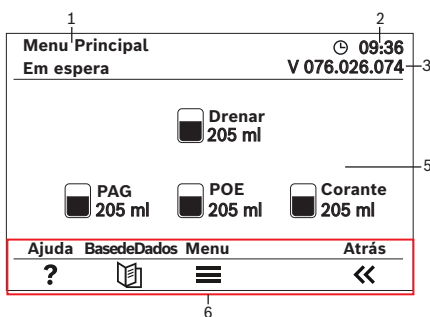 1 2
Menu Principal 09:36
Em espera V 076.026.074 3
Drenar
205 ml
5
PAG POE Corante
205 ml 205 ml 205 ml
Ajuda BasedeDados Menu Atrás
?
6